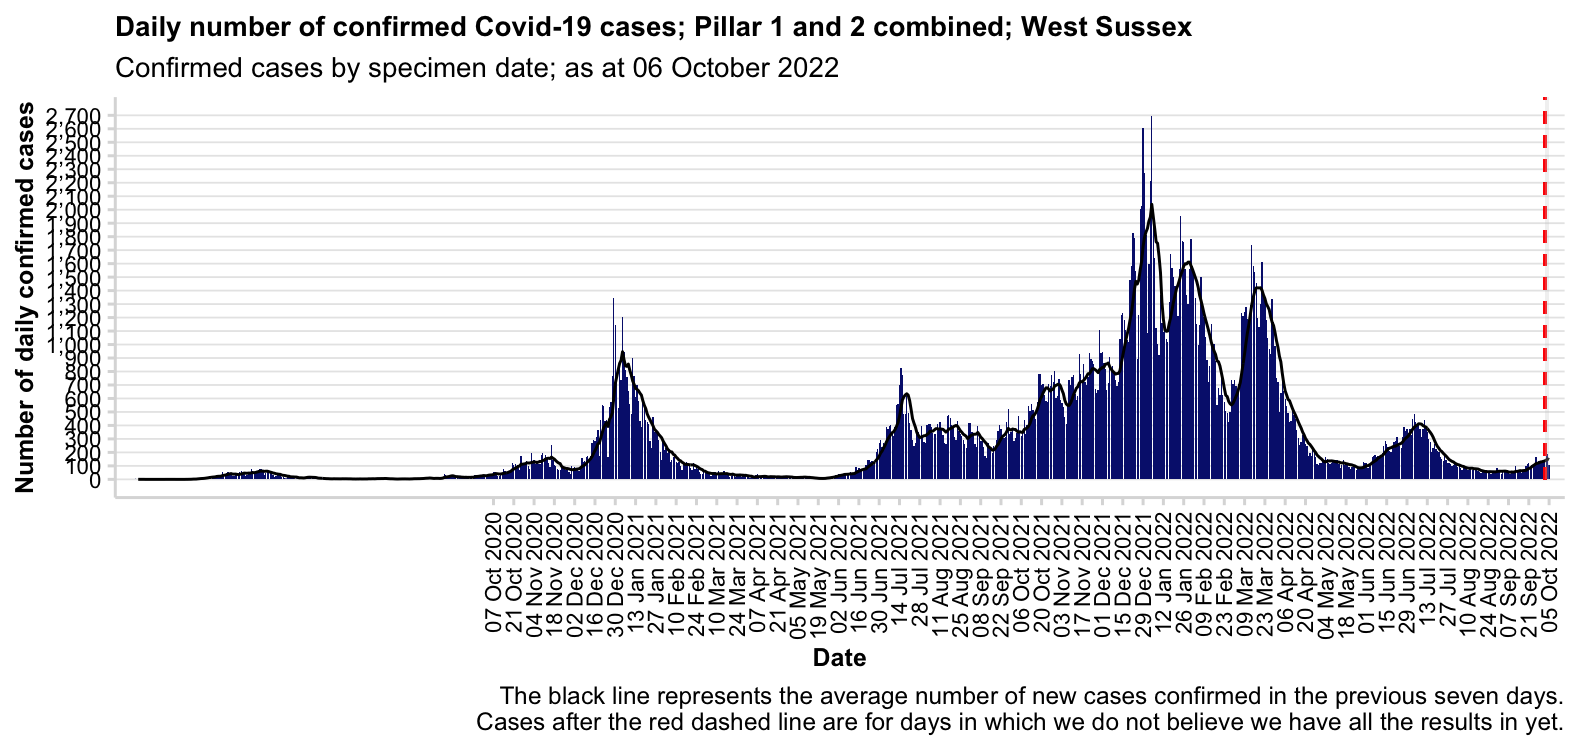 Daily number of confirmed Covid-19 cases; Pillar 1 and 2 combined; West Sussex
Confirmed cases by specimen date; as at 06 October 2022
Number of daily confirmed cases
2,700
2,600
2,500
2,400
2,300
2,200
2,100
2,000
1,900
1,800
1,700
1,600
1,500
1,400
1,300
1,200
1,100
1,000
900
800
700
600
500
400
300
200
100
0
07 Oct 2020
21 Oct 2020
04 Nov 2020
18 Nov 2020
02 Dec 2020
16 Dec 2020
30 Dec 2020
13 Jan 2021
27 Jan 2021
10 Feb 2021
24 Feb 2021
10 Mar 2021
24 Mar 2021
07 Apr 2021
21 Apr 2021
05 May 2021
19 May 2021
02 Jun 2021
16 Jun 2021
30 Jun 2021
14 Jul 2021
28 Jul 2021
11 Aug 2021
25 Aug 2021
08 Sep 2021
22 Sep 2021
06 Oct 2021
20 Oct 2021
03 Nov 2021
17 Nov 2021
01 Dec 2021
15 Dec 2021
29 Dec 2021
12 Jan 2022
26 Jan 2022
09 Feb 2022
23 Feb 2022
09 Mar 2022
23 Mar 2022
06 Apr 2022
20 Apr 2022
04 May 2022
18 May 2022
01 Jun 2022
15 Jun 2022
29 Jun 2022
13 Jul 2022
27 Jul 2022
10 Aug 2022
24 Aug 2022
07 Sep 2022
21 Sep 2022
05 Oct 2022
Date
The black line represents the average number of new cases confirmed in the previous seven days.
Cases after the red dashed line are for days in which we do not believe we have all the results in yet.